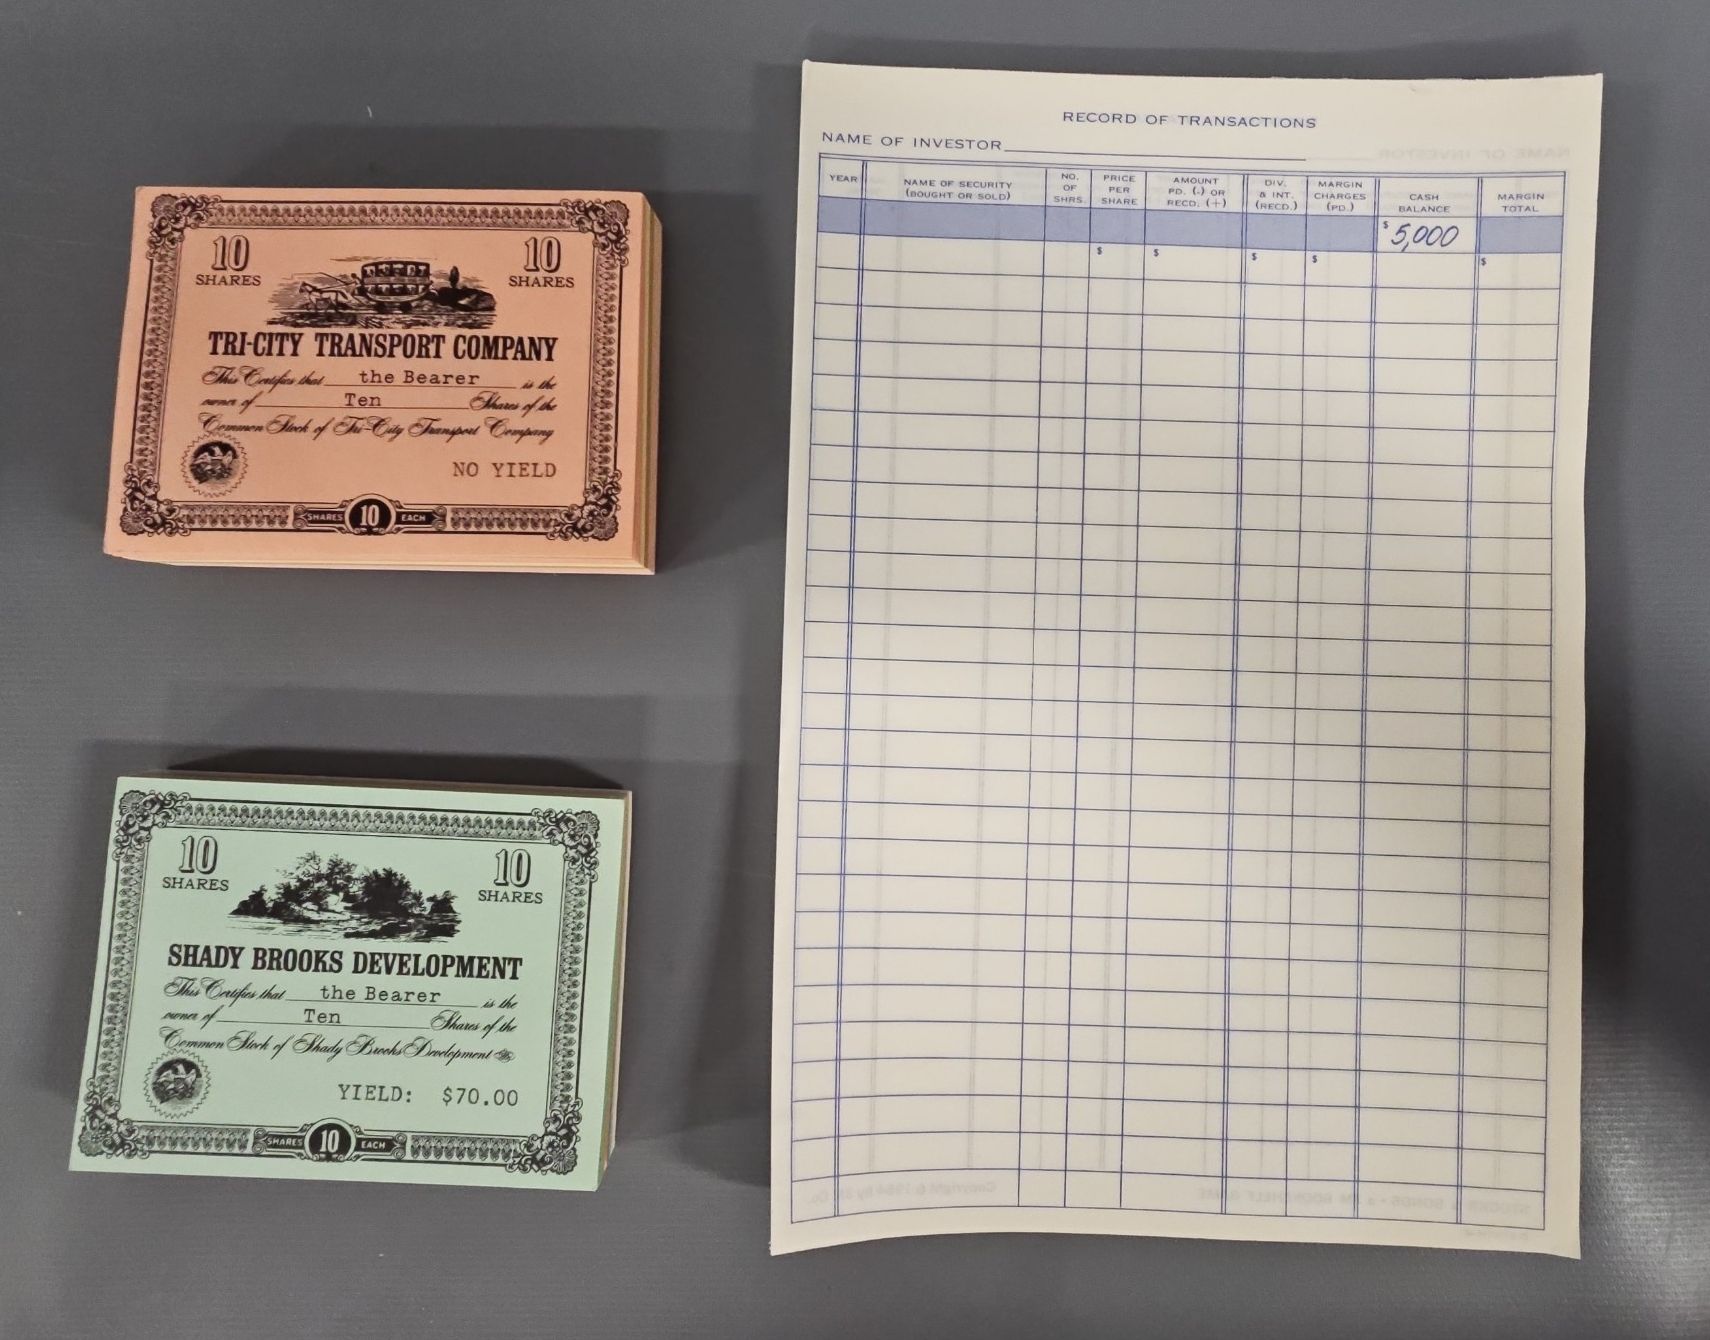 10
SHARES
10
SHARES
TRI-CITY TRANSPORT COMPANY
This Certifies that the Bearer is the
owner of Ten Shares of the
Common Stock of Tri-City Transport Company
NO YIELD
SHARES 10 EACH
10
SHARES
10
SHARES
SHADY BROOKS DEVELOPMENT
This Certifies that the Bearer is the
owner of Ten Shares of the
Common Stock of Shady Brooks Development
YIELD: $70.00
SHARES 10 EACH
RECORD OF TRANSACTIONS
NAME OF INVESTOR
YEAR
NAME OF SECURITY
(BOUGHT OR SOLD)
NO.
OF
SHRS.
PRICE
PER
SHARE
AMOUNT
PD. (-) OR
RECD. (+)
DIV.
& INT.
(RECD.)
MARGIN
CHARGES
(PD.)
CASH
BALANCE
MARGIN
TOTAL
$5,000
$ $ $ $ $
NAME OF INVESTOR